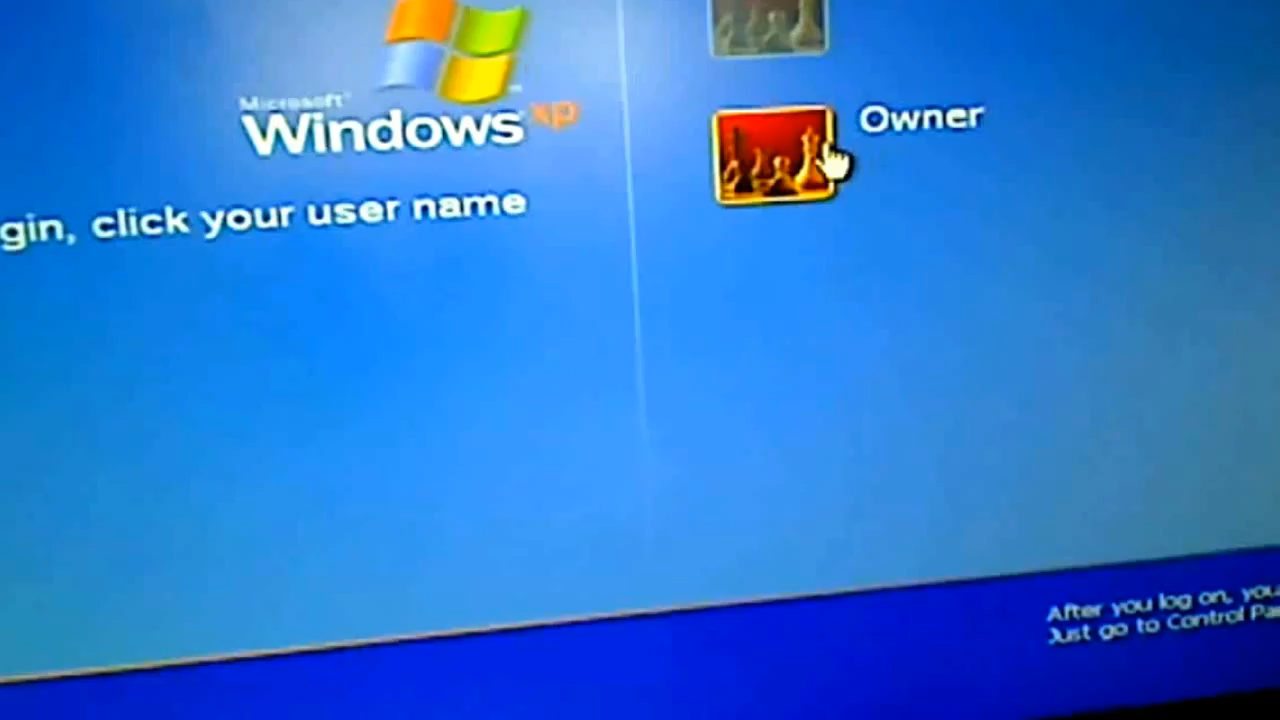 Microsoft
Windows xp
Owner
gin, click your user name
After you log on, you
Just go to Control Pa